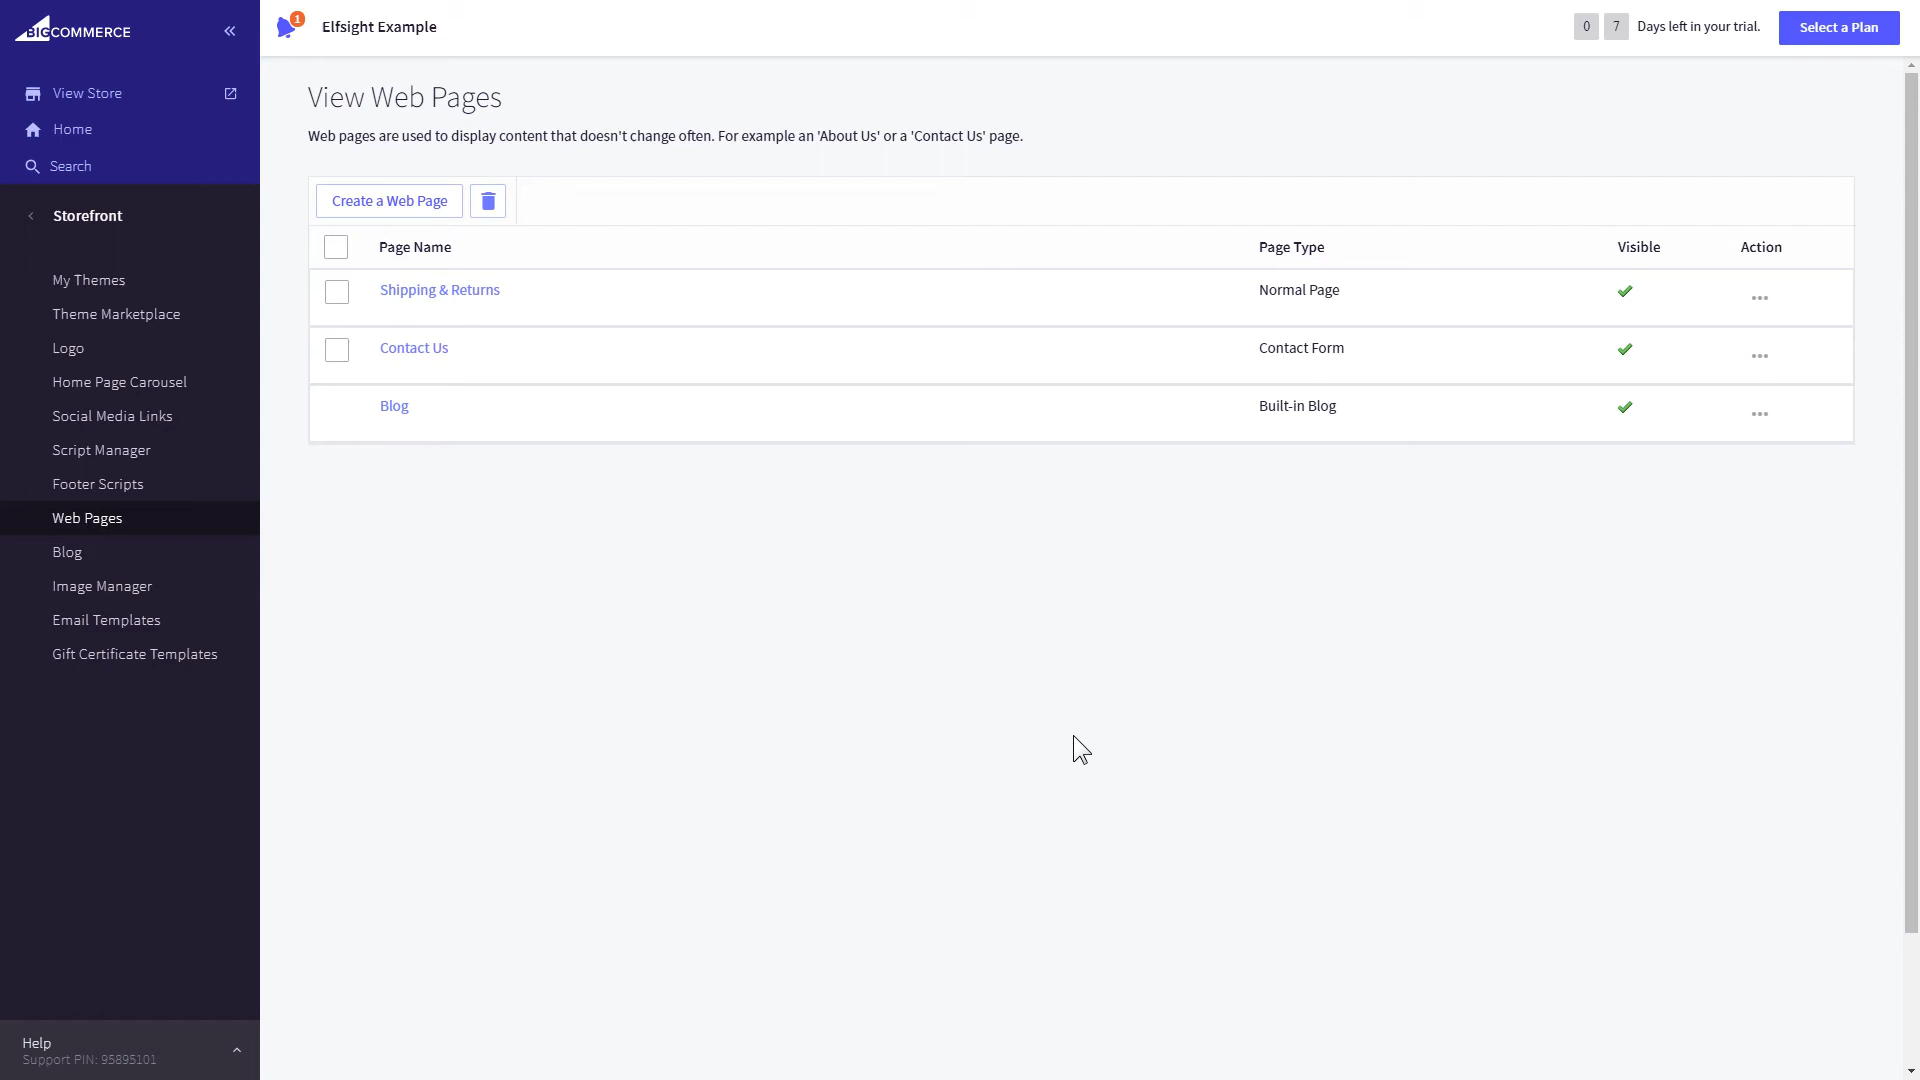 BIGCOMMERCE
View Store
Home
Search
Storefront
My Themes
Theme Marketplace
Logo
Home Page Carousel
Social Media Links
Script Manager
Footer Scripts
Web Pages
Blog
Image Manager
Email Templates
Gift Certificate Templates
Help
Support PIN: 95895101
1
Elfsight Example
0 7 Days left in your trial.
Select a Plan
View Web Pages
Web pages are used to display content that doesn't change often. For example an 'About Us' or a 'Contact Us' page.
Create a Web Page
Page Name Page Type Visible Action
Shipping & Returns Normal Page
Contact Us Contact Form
Blog Built-in Blog